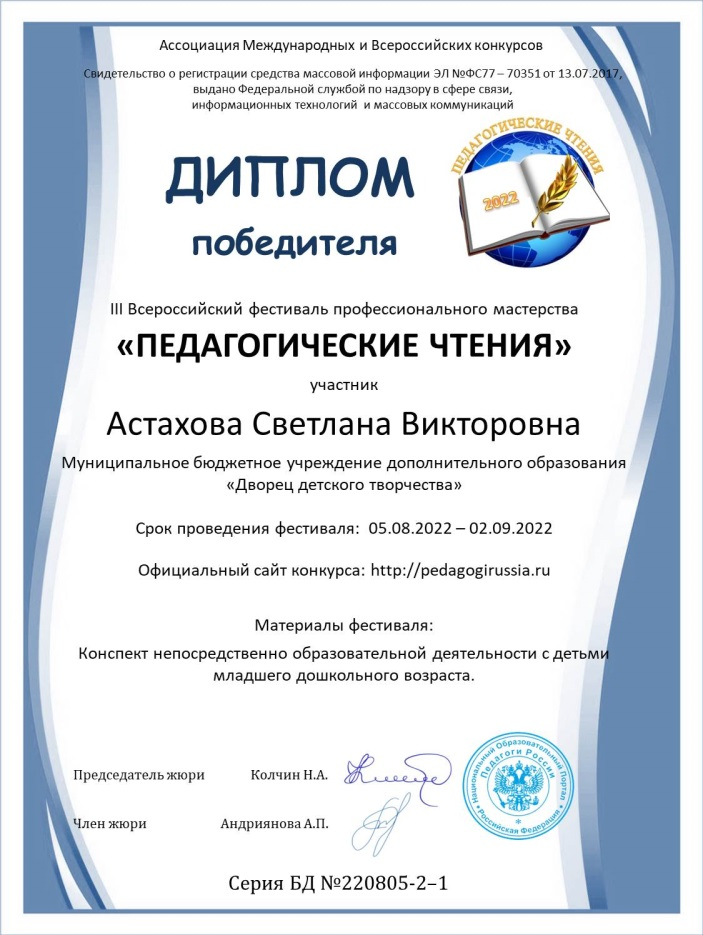 Ассоциация Международных и Всероссийских конкурсов
Свидетельство о регистрации средства массовой информации ЭЛ №ФС77 – 70351 от 13.07.2017,
выдано Федеральной службой по надзору в сфере связи,
информационных технологий и массовых коммуникаций
ПЕДАГОГИЧЕСКИЕ ЧТЕНИЯ
2022
ДИПЛОМ
победителя
III Всероссийский фестиваль профессионального мастерства
«ПЕДАГОГИЧЕСКИЕ ЧТЕНИЯ»
участник
Астахова Светлана Викторовна
Муниципальное бюджетное учреждение дополнительного образования
«Дворец детского творчества»
Срок проведения фестиваля: 05.08.2022 – 02.09.2022
Официальный сайт конкурса: http://pedagogirussia.ru
Материалы фестиваля:
Конспект непосредственно образовательной деятельности с детьми
младшего дошкольного возраста.
Председатель жюри Колчин Н.А.
Член жюри Андриянова А.П.
Национальный Образовательный Портал
Педагоги России
Российская Федерация
Серия БД №220805-2–1